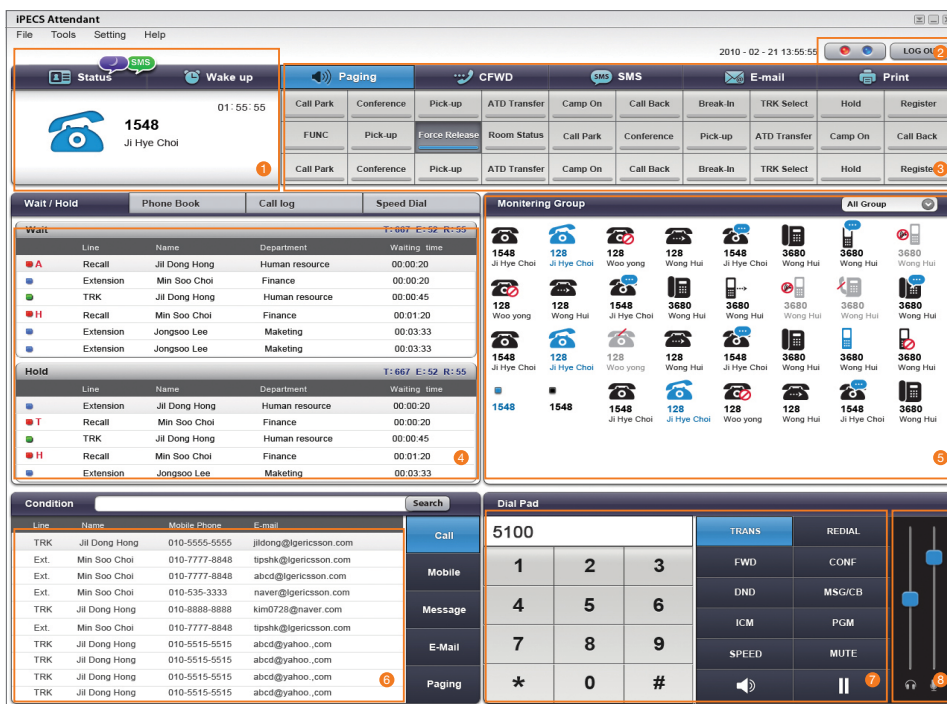 iPECS Attendant
File Tools Setting Help
2010 - 02 - 21 13:55:55 LOG OU 2
SMS
Status Wake up Paging CFWD SMS SMS E-mail Print
01:55:55
1548
Ji Hye Choi
1
Call Park Conference Pick-up ATD Transfer Camp On Call Back Break-In TRK Select Hold Register
FUNC Pick-up Force Release Room Status Call Park Conference Pick-up ATD Transfer Camp On Call Back
Call Park Conference Pick-up ATD Transfer Camp On Call Back Break-In TRK Select Hold Registe 3
Wait / Hold Phone Book Call log Speed Dial
Wait T:667 E:52 R:55
Line Name Department Waiting time
A Recall Jil Dong Hong Human resource 00:00:20
Extension Min Soo Choi Finance 00:00:20
TRK Jil Dong Hong Human resource 00:00:45
H Recall Min Soo Choi Finance 00:01:20
Extension Jongsoo Lee Maketing 00:03:33
Extension Jongsoo Lee Maketing 00:03:33
Hold T:667 E:52 R:55
Line Name Department Waiting time
Extension Jil Dong Hong Human resource 00:00:20
T Recall Min Soo Choi Finance 00:00:20
TRK Jil Dong Hong Human resource 00:00:45
H Recall Min Soo Choi Finance 00:01:20
Extension Jongsoo Lee Maketing 00:03:33
4
Monitering Group All Group
1548 128 128 128 1548 3680 3680 3680
Ji Hye Choi Ji Hye Choi Woo yong Wong Hui Ji Hye Choi Wong Hui Wong Hui Wong Hui
128 128 1548 3680 3680 3680 3680 3680
Woo yong Wong Hui Ji Hye Choi Wong Hui Wong Hui Wong Hui Wong Hui Wong Hui
1548 128 128 128 1548 3680 3680 3680
Ji Hye Choi Ji Hye Choi Woo yong Wong Hui Ji Hye Choi Wong Hui Wong Hui Wong Hui
1548 1548 1548 128 128 128 1548 3680
Ji Hye Choi Ji Hye Choi Woo yong Wong Hui Ji Hye Choi Wong Hui
5
Condition Search
Line Name Mobile Phone E-mail
TRK Jil Dong Hong 010-5555-5555 jildong@lgericsson.com
Ext. Min Soo Choi 010-7777-8848 tipshk@lgericsson.com
Ext. Min Soo Choi 010-7777-8848 abcd@lgericsson.com
Ext. Min Soo Choi 010-535-3333 naver@lgericsson.com
TRK Jil Dong Hong 010-8888-8888 kim0728@naver.com
Ext. Min Soo Choi 010-7777-8848 tipshk@lgericsson.com
TRK Jil Dong Hong 010-5515-5515 abcd@yahoo.,com
TRK Jil Dong Hong 010-5515-5515 abcd@yahoo.,com
TRK Jil Dong Hong 010-5515-5515 abcd@yahoo.,com
TRK Jil Dong Hong 010-5515-5515 abcd@yahoo.,com
6
Call
Mobile
Message
E-Mail
Paging
Dial Pad
5100
1 2 3
4 5 6
7 8 9
* 0 #
TRANS REDIAL
FWD CONF
DND MSG/CB
ICM PGM
SPEED MUTE
7
8